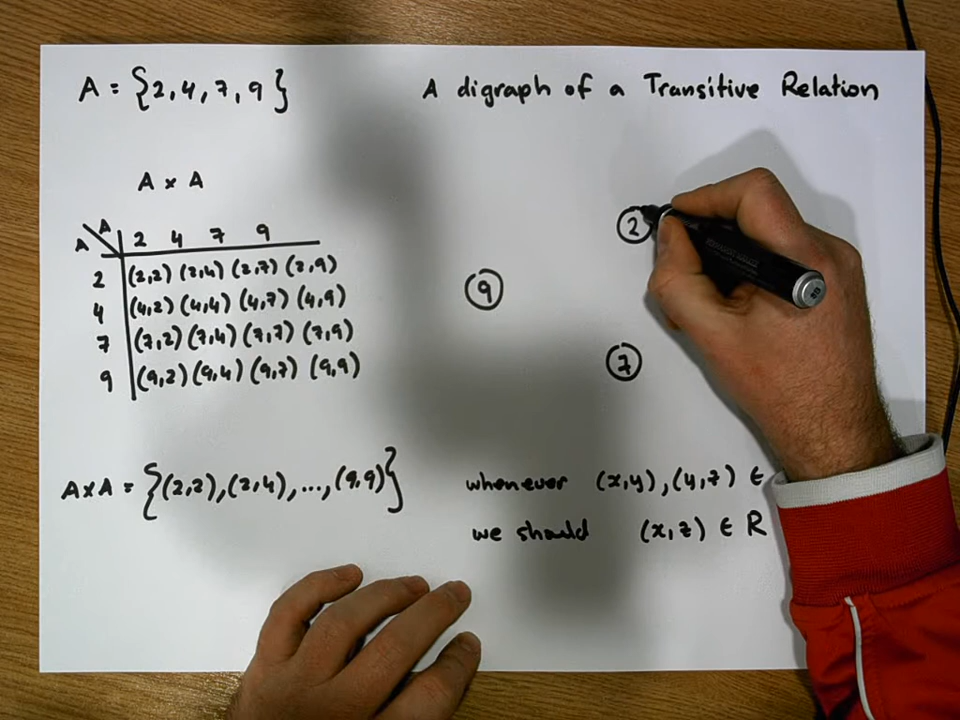 A = {2, 4, 7, 9}
A digraph of a Transitive Relation
A × A
A A 2 4 7 9
2 (2,2) (2,4) (2,7) (2,9)
4 (4,2) (4,4) (4,7) (4,9)
7 (7,2) (7,4) (7,7) (7,9)
9 (9,2) (9,4) (9,7) (9,9)
2
9
7
A×A = {(2,2), (2,4), ..., (9,9)}
whenever (x,y), (y,z) ∈
we should (x,z) ∈ R